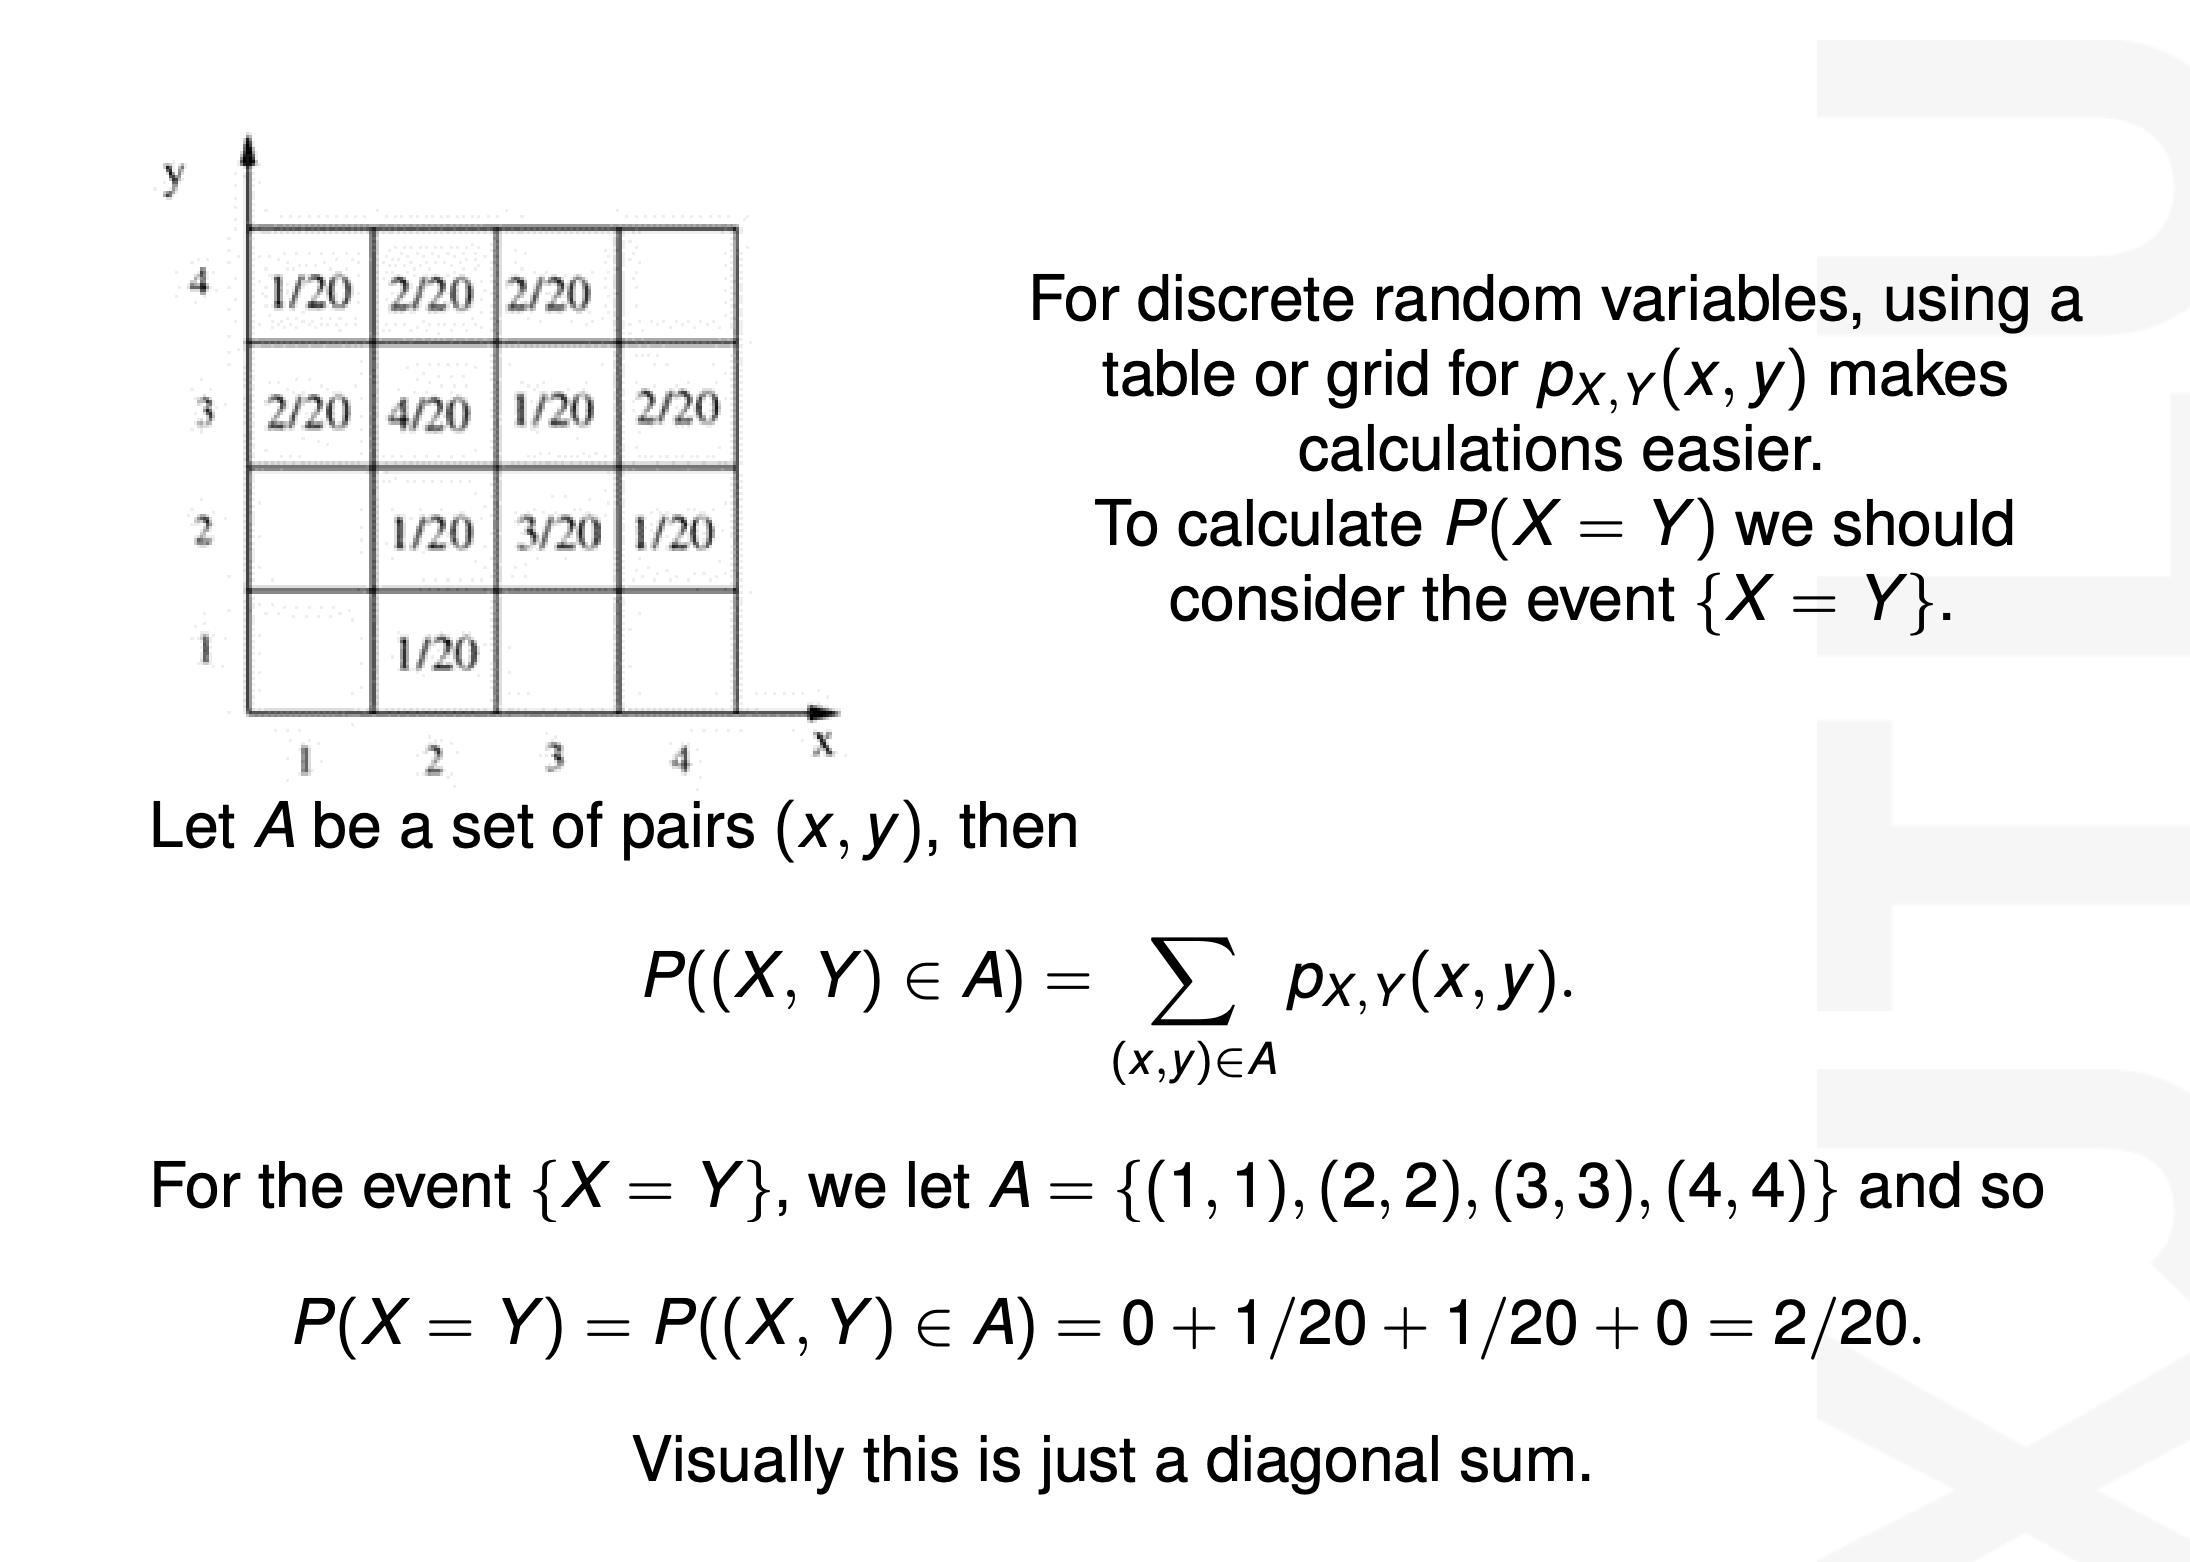 y
4 1/20 2/20 2/20
3 2/20 4/20 1/20 2/20
2 1/20 3/20 1/20
1 1/20
x
1 2 3 4
For discrete random variables, using a
table or grid for p_{X,Y}(x, y) makes
calculations easier.
To calculate P(X = Y) we should
consider the event {X = Y}.
Let A be a set of pairs (x, y), then
P((X, Y) ∈ A) = ∑_{(x,y)∈A} p_{X,Y}(x, y).
For the event {X = Y}, we let A = {(1, 1), (2, 2), (3, 3), (4, 4)} and so
P(X = Y) = P((X, Y) ∈ A) = 0 + 1/20 + 1/20 + 0 = 2/20.
Visually this is just a diagonal sum.
XJTLU